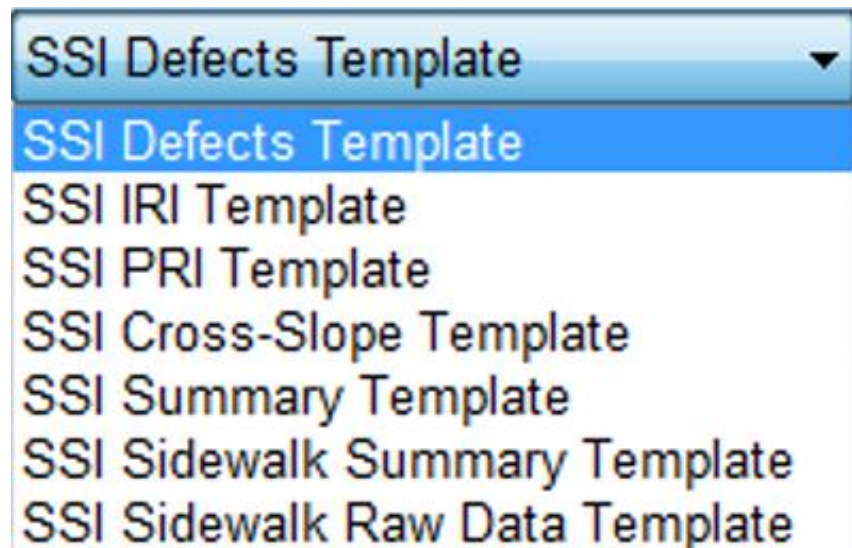 SSI Defects Template
SSI Defects Template
SSI IRI Template
SSI PRI Template
SSI Cross-Slope Template
SSI Summary Template
SSI Sidewalk Summary Template
SSI Sidewalk Raw Data Template